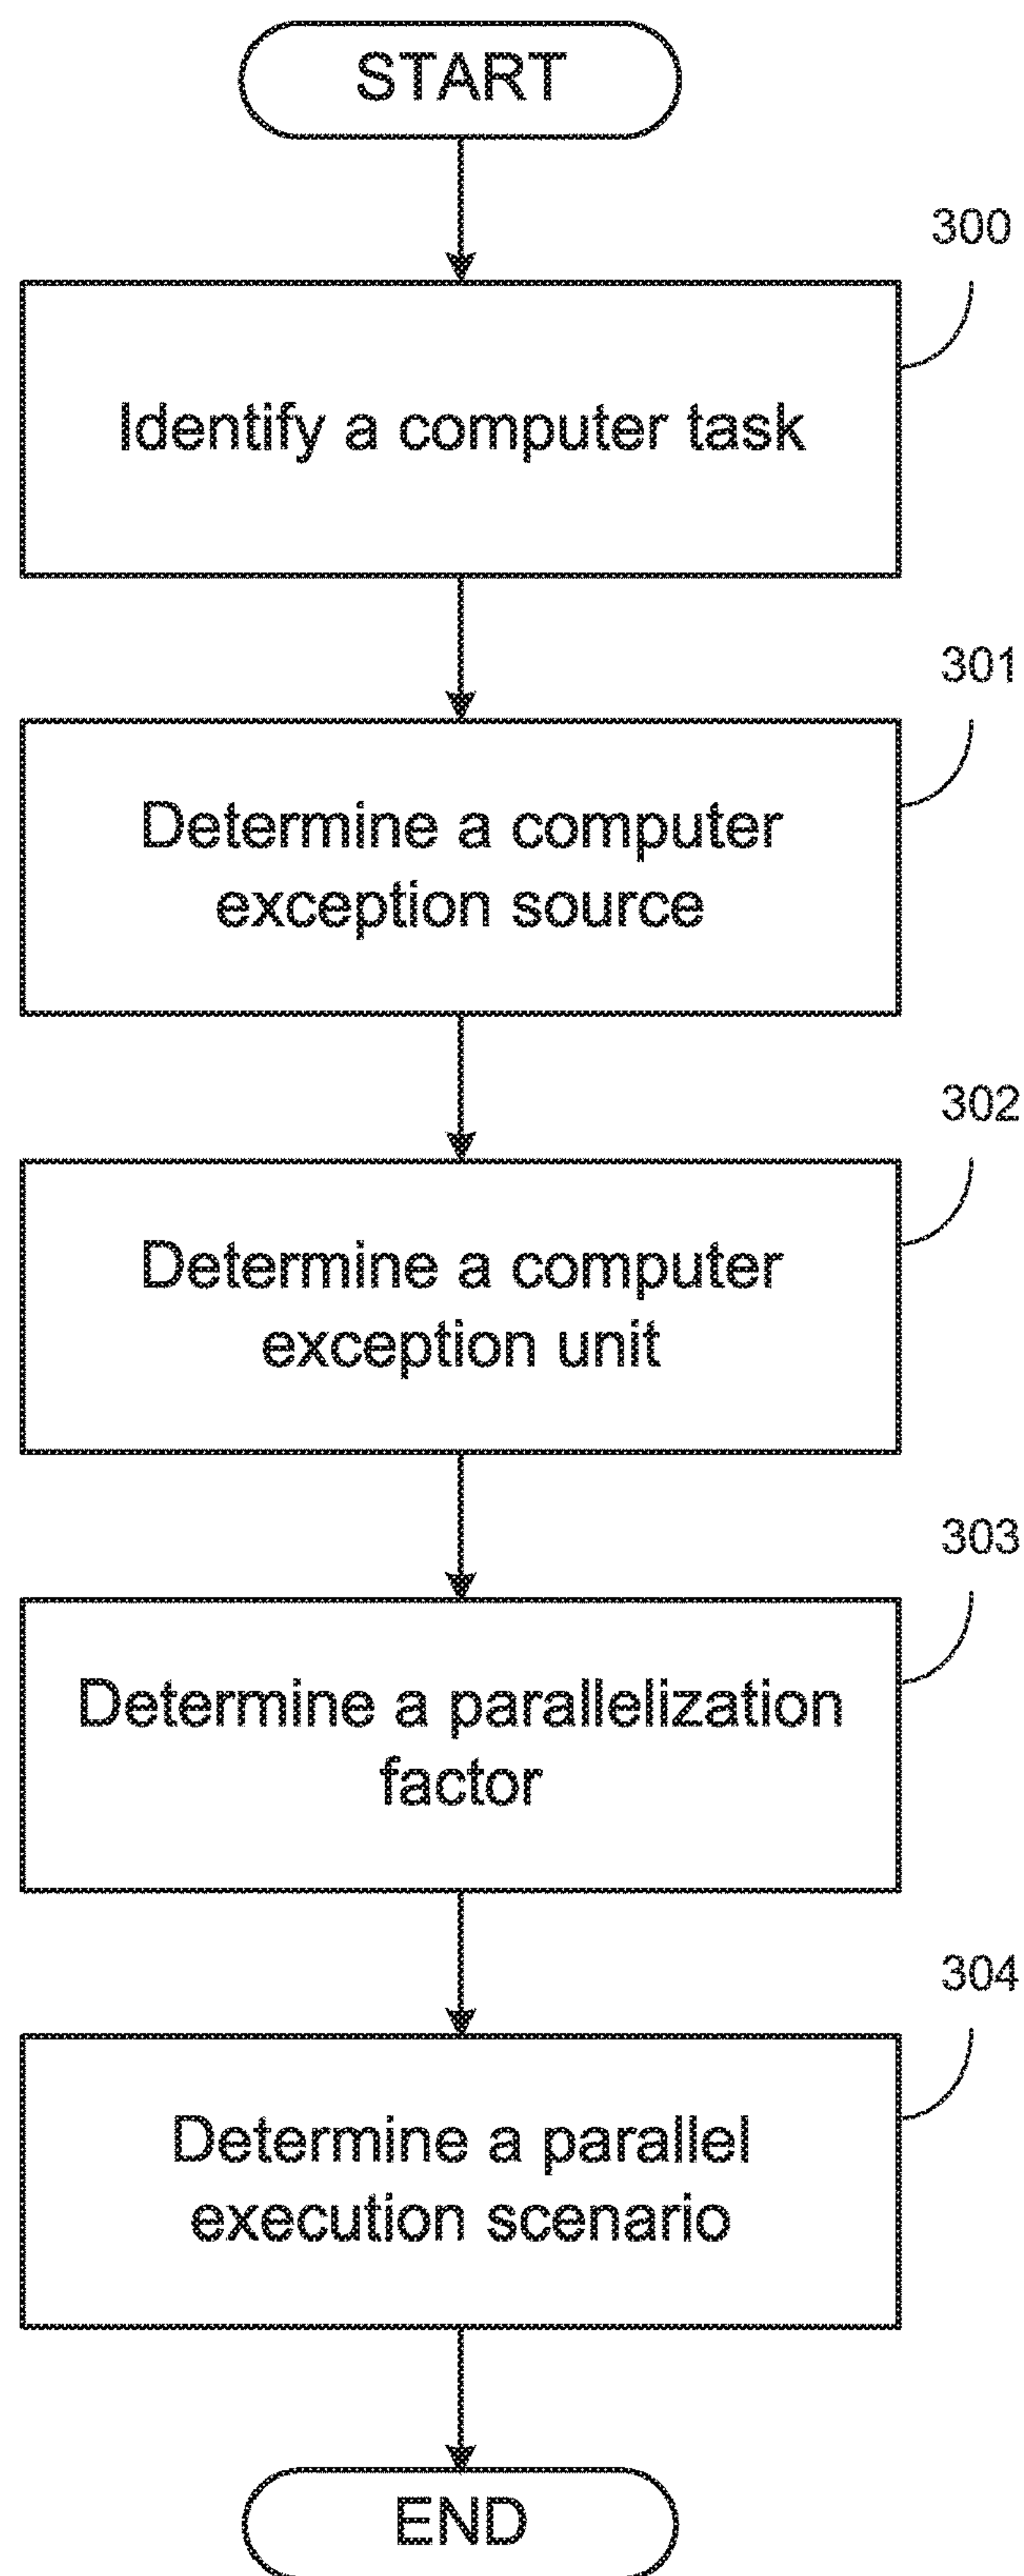 START
300
Identify a computer task
301
Determine a computer
exception source
302
Determine a computer
exception unit
303
Determine a parallelization
factor
304
Determine a parallel
execution scenario
END